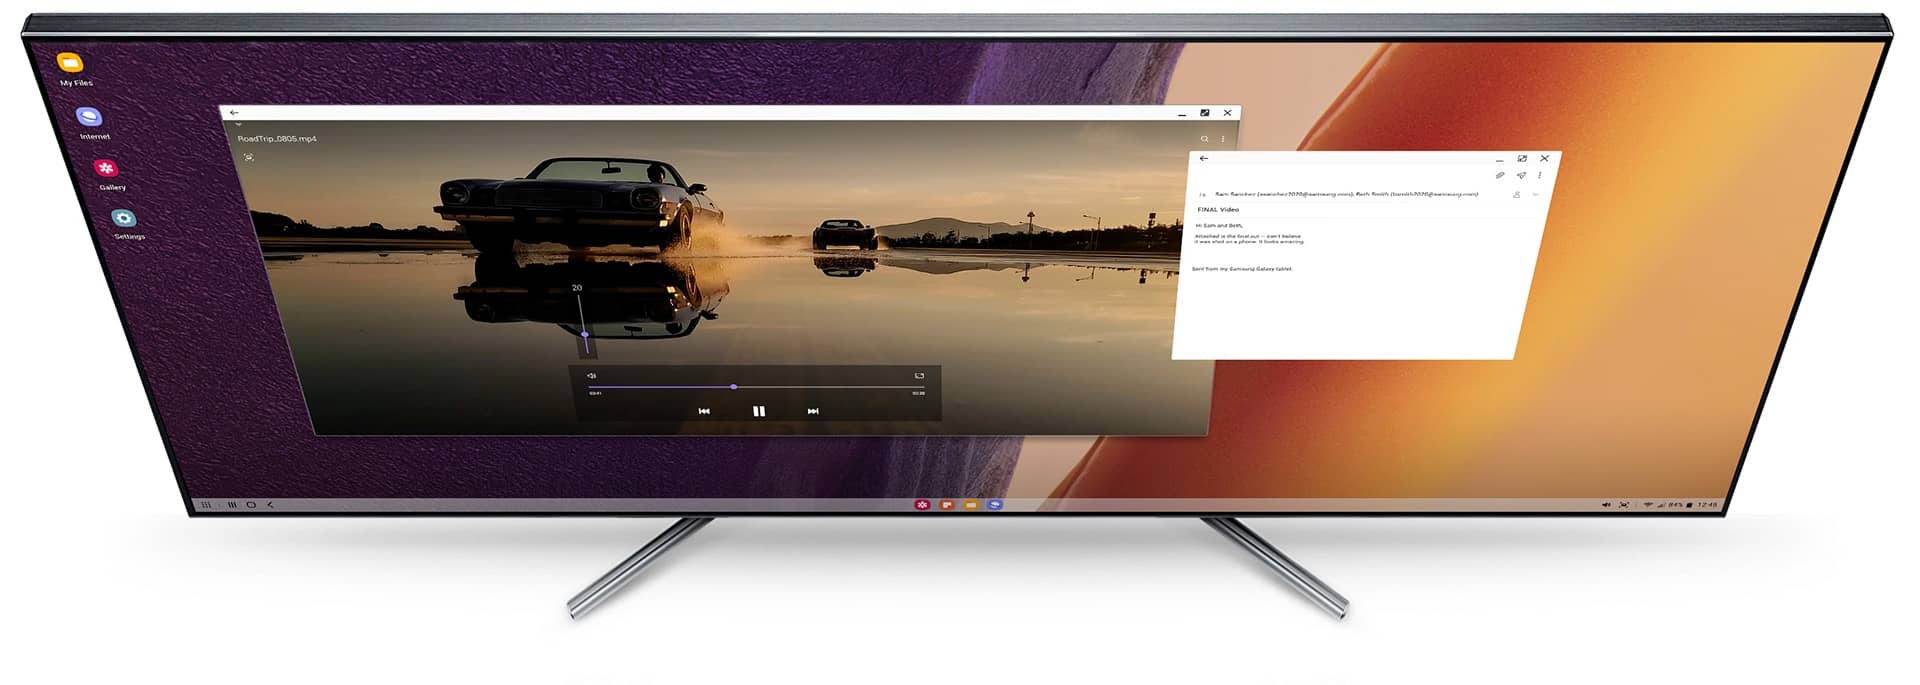 My Files
Internet
Gallery
Settings
RoadTrip_0805.mp4
20
03:41
To Sam Sanchez (ssanchez2020@samsung.com), Beth Smith (bsmith2020@samsung.com)
FINAL Video
Hi Sam and Beth,
Attached is the final cut — can't believe
it was shot on a phone. It looks amazing.
Sent from my Samsung Galaxy tablet.
84% 12:45